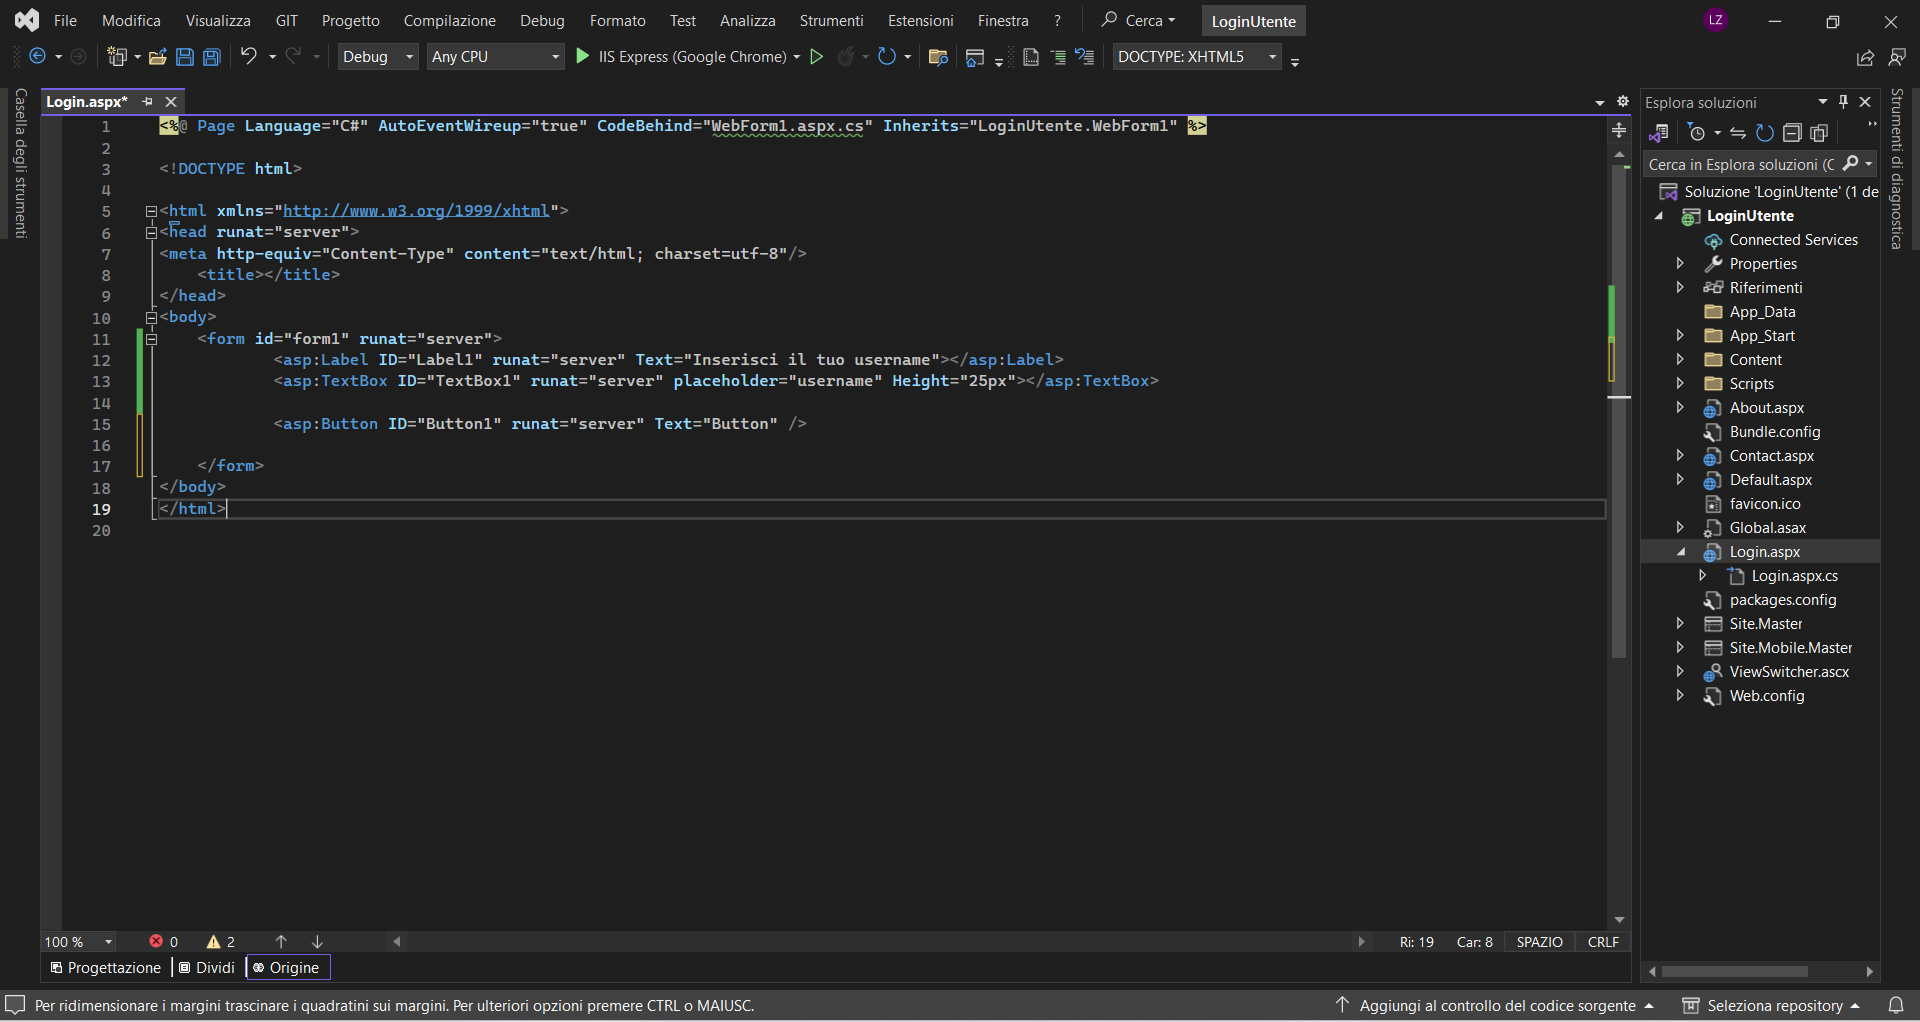 File Modifica Visualizza GIT Progetto Compilazione Debug Formato Test Analizza Strumenti Estensioni Finestra ? Cerca LoginUtente LZ
Debug Any CPU IIS Express (Google Chrome) DOCTYPE: XHTML5
Casella degli strumenti
Login.aspx*
1 <%@ Page Language="C#" AutoEventWireup="true" CodeBehind="WebForm1.aspx.cs" Inherits="LoginUtente.WebForm1" %>
2
3 <!DOCTYPE html>
4
5 <html xmlns="http://www.w3.org/1999/xhtml">
6 <head runat="server">
7 <meta http-equiv="Content-Type" content="text/html; charset=utf-8"/>
8 <title></title>
9 </head>
10 <body>
11 <form id="form1" runat="server">
12 <asp:Label ID="Label1" runat="server" Text="Inserisci il tuo username"></asp:Label>
13 <asp:TextBox ID="TextBox1" runat="server" placeholder="username" Height="25px"></asp:TextBox>
14
15 <asp:Button ID="Button1" runat="server" Text="Button" />
16
17 </form>
18 </body>
19 </html>
20
100 % 0 2 Ri: 19 Car: 8 SPAZIO CRLF
Progettazione Dividi Origine
Esplora soluzioni
Cerca in Esplora soluzioni (C
Soluzione 'LoginUtente' (1 de
LoginUtente
Connected Services
Properties
Riferimenti
App_Data
App_Start
Content
Scripts
About.aspx
Bundle.config
Contact.aspx
Default.aspx
favicon.ico
Global.asax
Login.aspx
Login.aspx.cs
packages.config
Site.Master
Site.Mobile.Master
ViewSwitcher.ascx
Web.config
Strumenti di diagnostica
Per ridimensionare i margini trascinare i quadratini sui margini. Per ulteriori opzioni premere CTRL o MAIUSC. Aggiungi al controllo del codice sorgente Seleziona repository